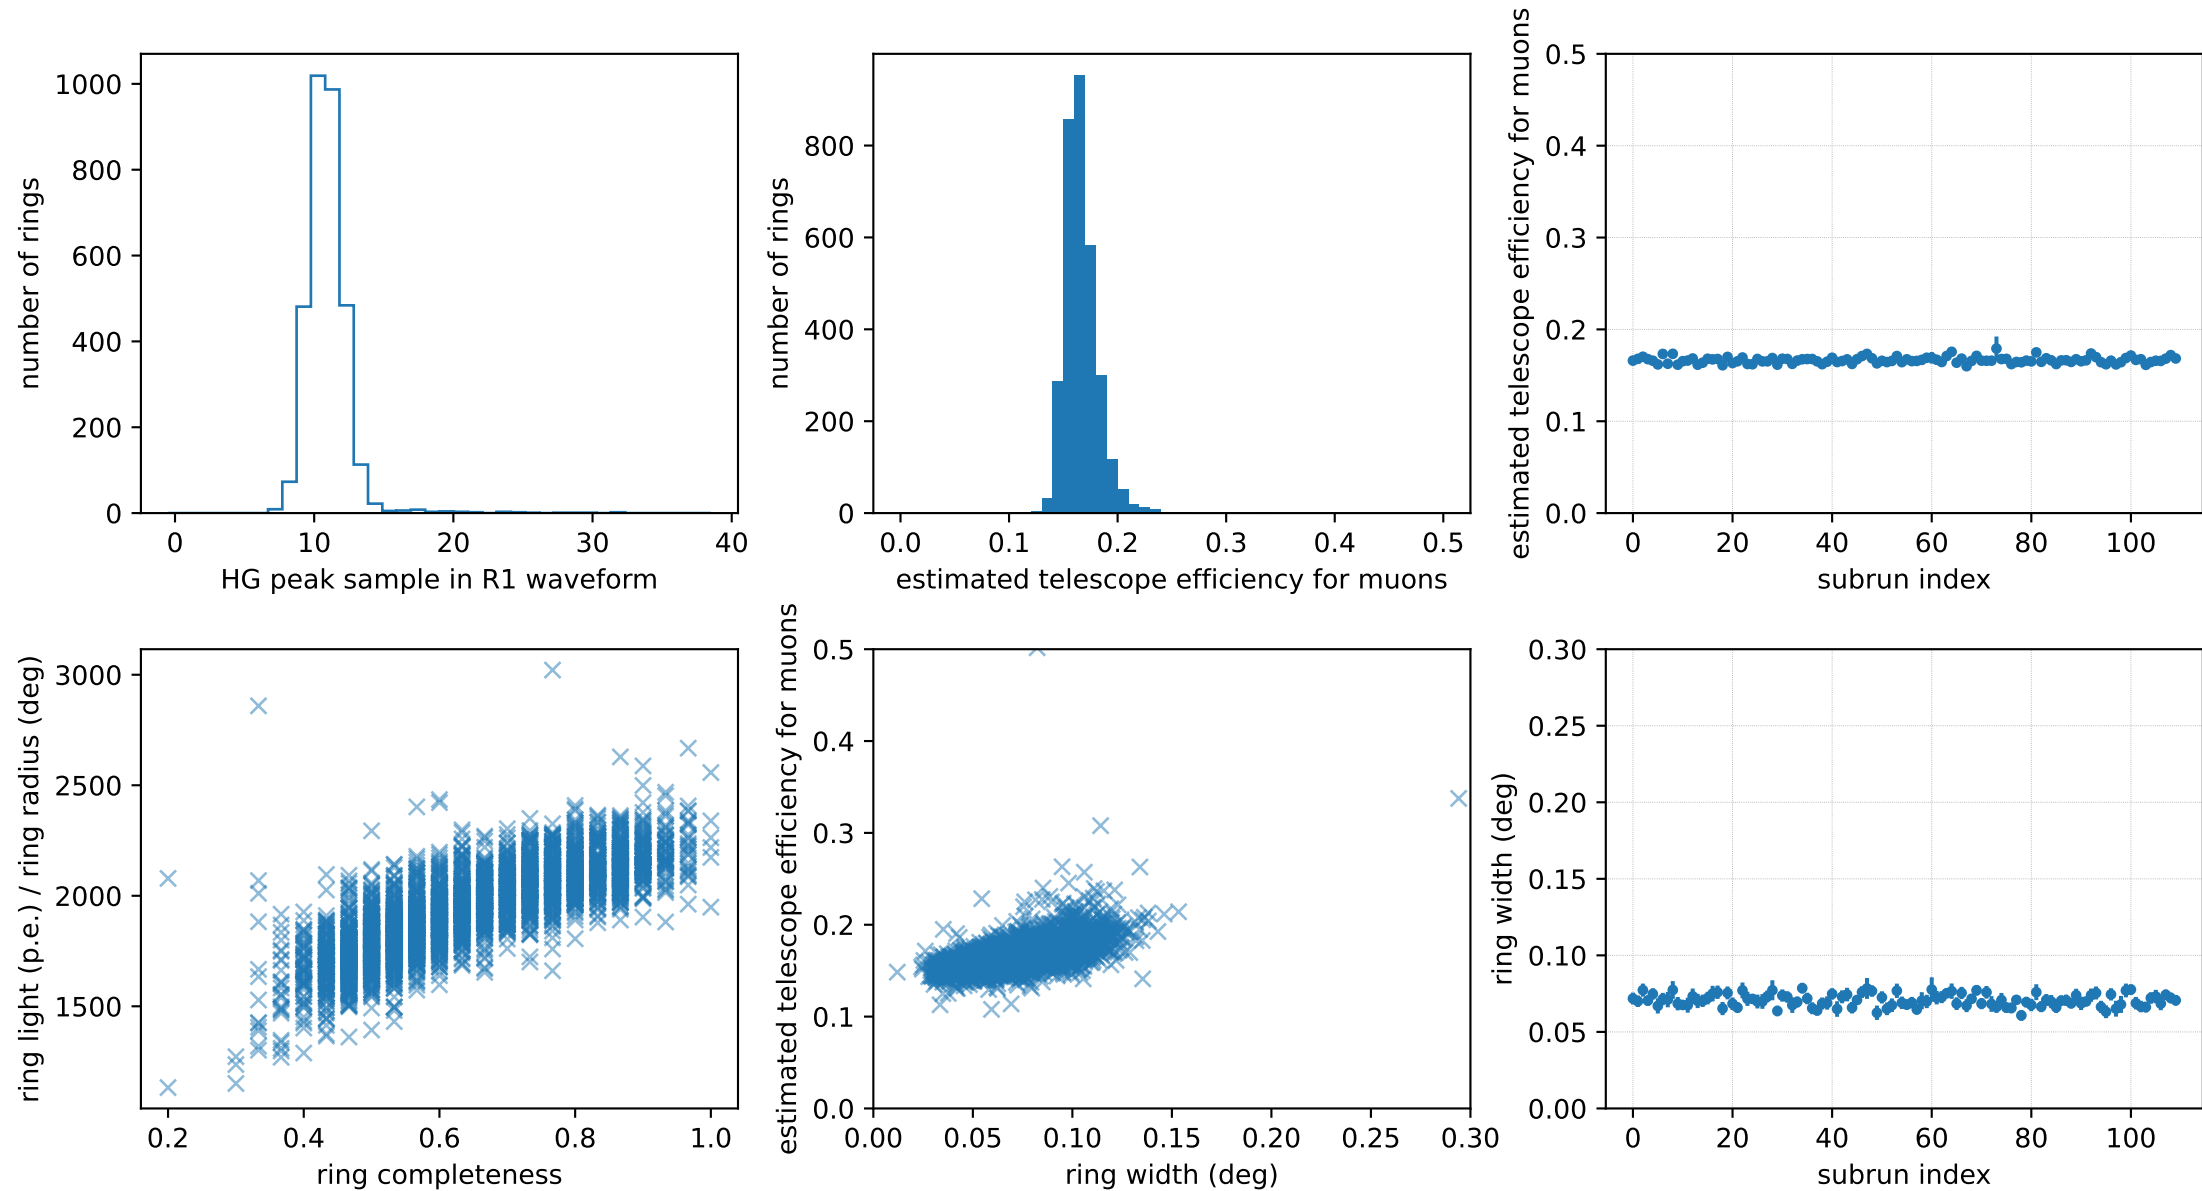 number of rings
1000
800
600
400
200
0
0 10 20 30 40
HG peak sample in R1 waveform
number of rings
800
600
400
200
0
0.0 0.1 0.2 0.3 0.4 0.5
estimated telescope efficiency for muons
estimated telescope efficiency for muons
0.5
0.4
0.3
0.2
0.1
0.0
0 20 40 60 80 100
subrun index
ring light (p.e.) / ring radius (deg)
3000
2500
2000
1500
0.2 0.4 0.6 0.8 1.0
ring completeness
estimated telescope efficiency for muons
0.5
0.4
0.3
0.2
0.1
0.0
0.00 0.05 0.10 0.15 0.20 0.25 0.30
ring width (deg)
ring width (deg)
0.30
0.25
0.20
0.15
0.10
0.05
0.00
0 20 40 60 80 100
subrun index